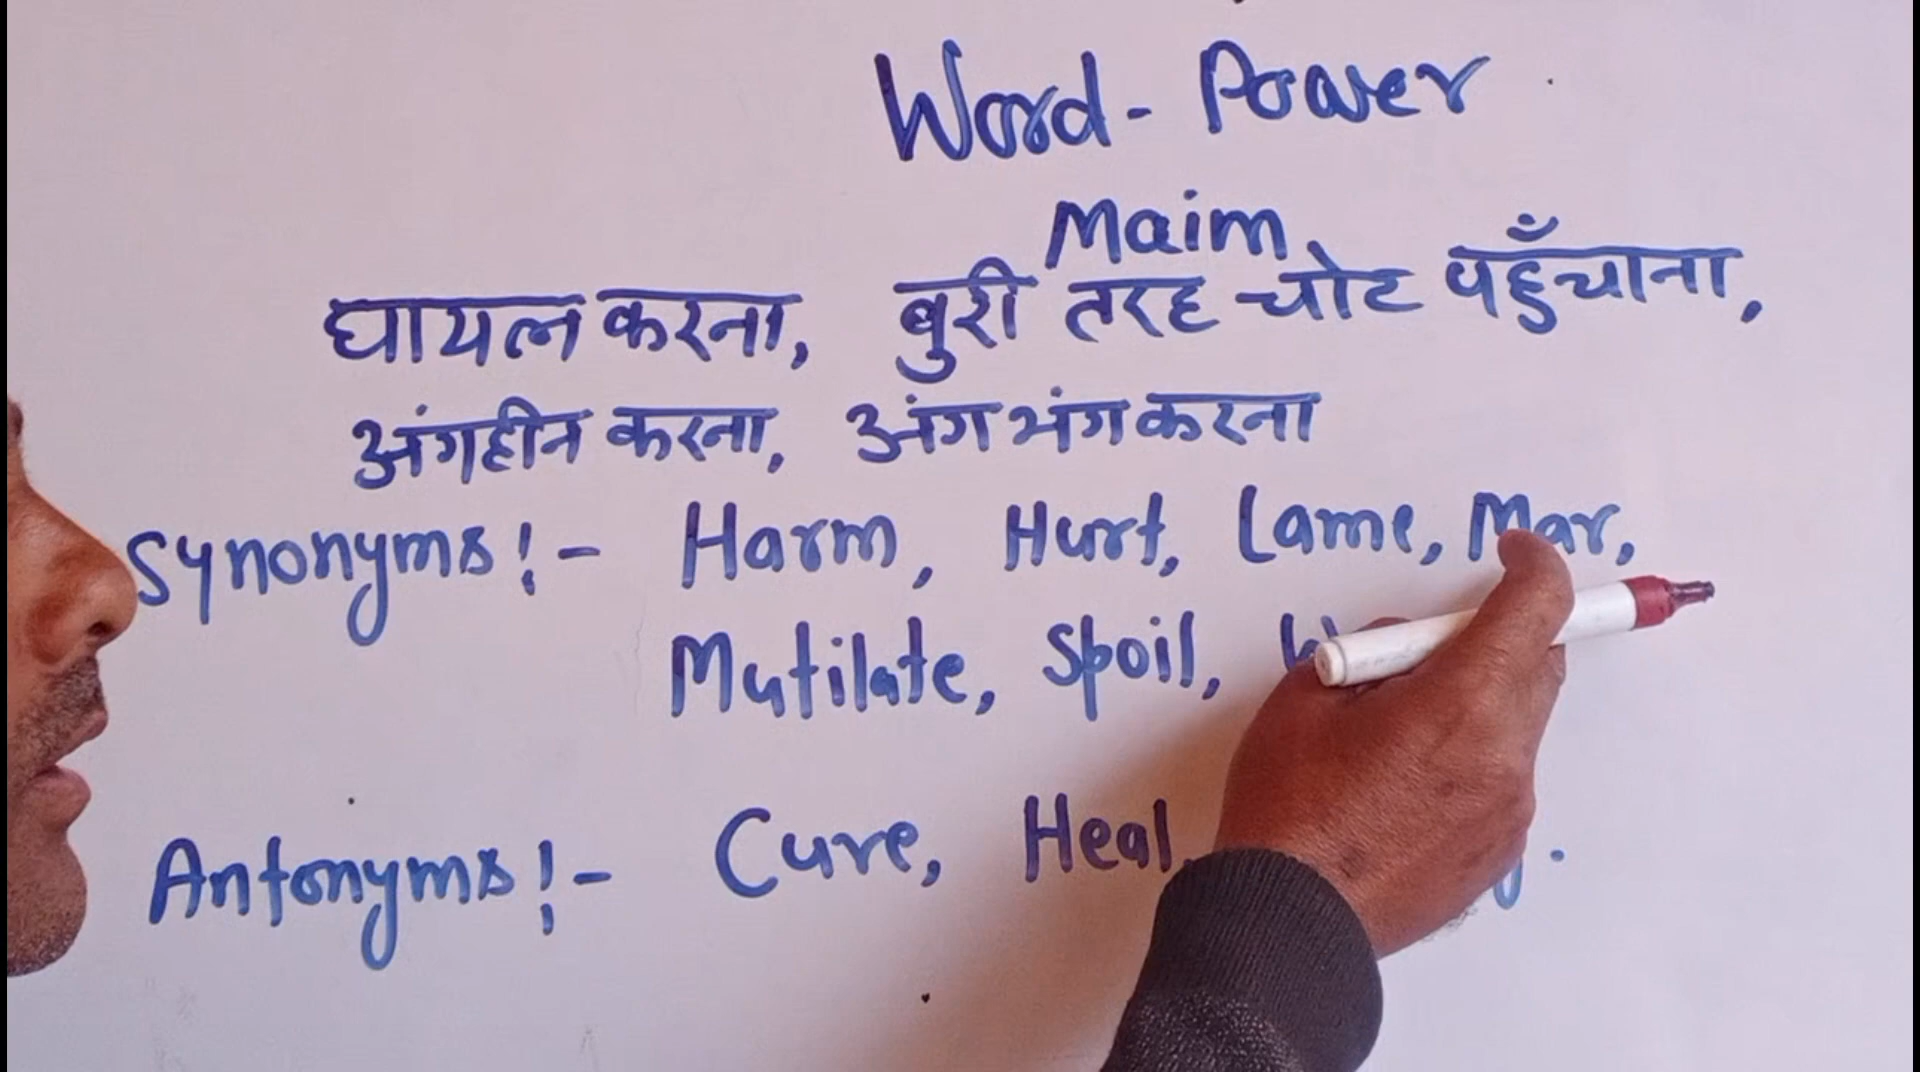 Word - Power
Maim
घायल करना, बुरी तरह चोट पहुँचाना,
अंगहीन करना, अंग भंग करना
Synonyms :- Harm, Hurt, Lame, Mar,
Mutilate, Spoil,
Antonyms :- Cure, Heal